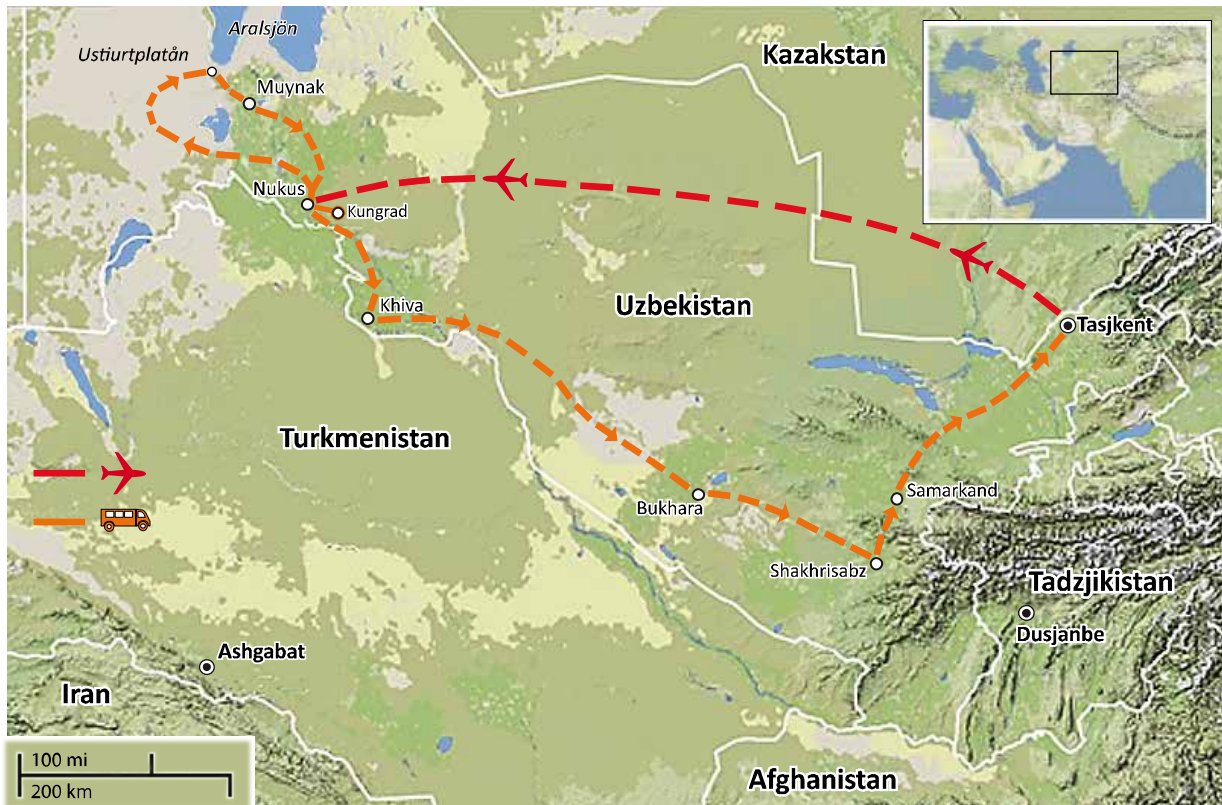 Aralsjön
Ustiurtplatån
Kazakstan
Muynak
Nukus
Kungrad
Khiva
Uzbekistan
Tasjkent
Turkmenistan
Bukhara
Samarkand
Shakhrisabz
Tadzjikistan
Dusjanbe
Ashgabat
Iran
Afghanistan
100 mi
200 km